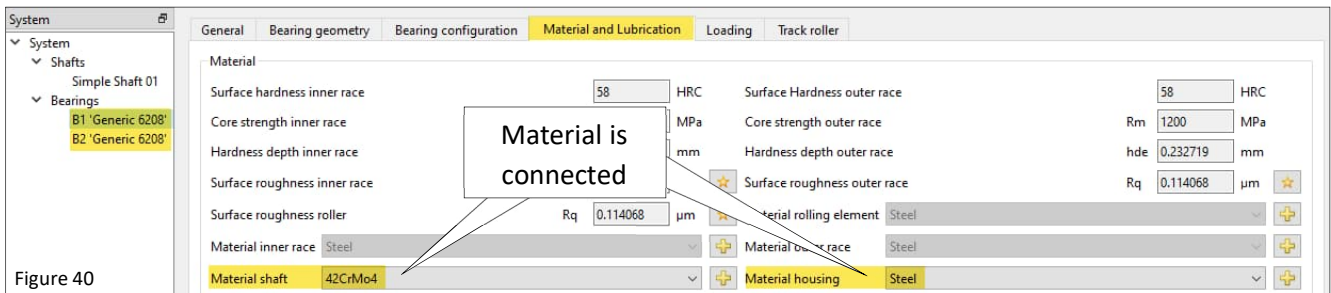 System
System
Shafts
Simple Shaft 01
Bearings
B1 'Generic 6208'
B2 'Generic 6208'
Figure 40
General Bearing geometry Bearing configuration Material and Lubrication Loading Track roller
Material
Surface hardness inner race 58 HRC Surface Hardness outer race 58 HRC
Core strength inner race MPa Core strength outer race Rm 1200 MPa
Hardness depth inner race mm Hardness depth outer race hde 0.232719 mm
Surface roughness inner race Surface roughness outer race Rq 0.114068 μm
Surface roughness roller Rq 0.114068 μm rolling element Steel
Material inner race Steel Material race Steel
Material shaft 42CrMo4 Material housing Steel
Material is
connected